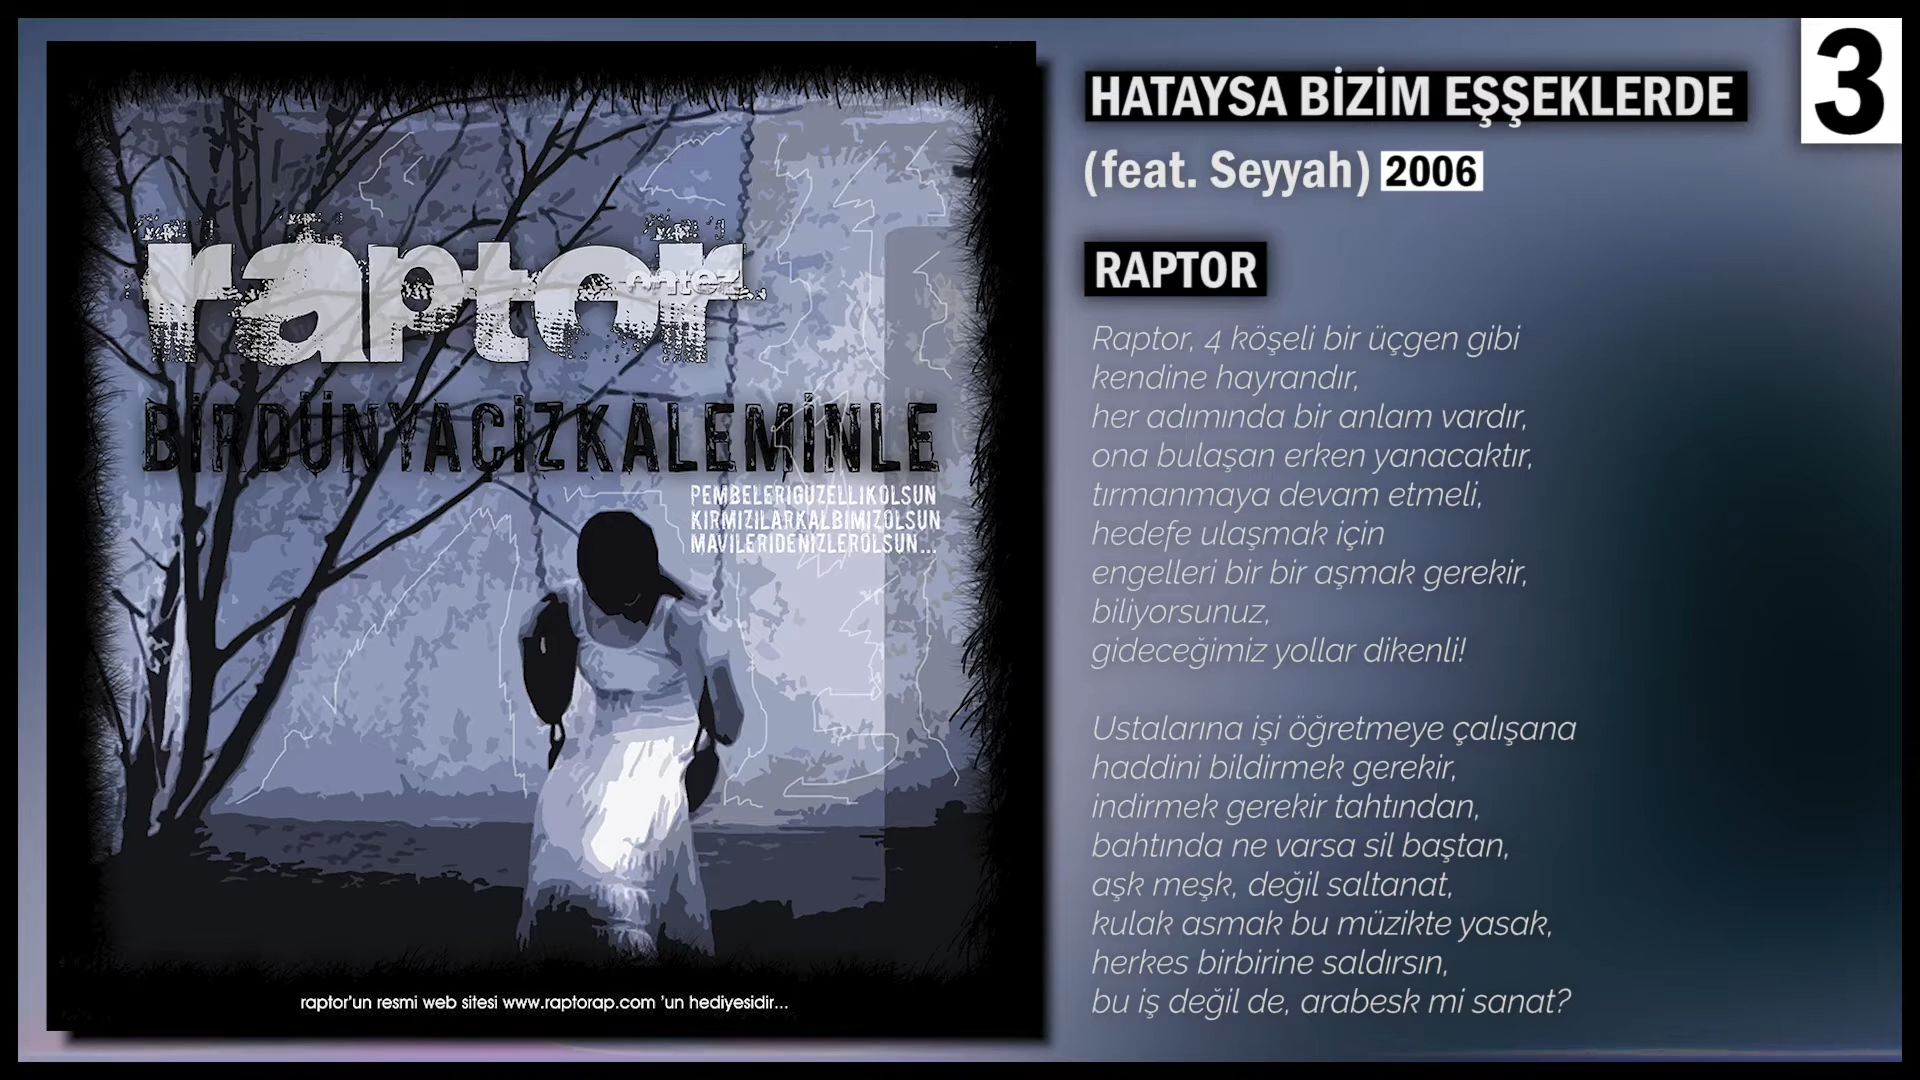 raptor
ontez
BİRDÜNYAÇİZKALEMİNLE
PEMBELERIGUZELLIKOLSUN
KIRMIZILARKALBIMIZOLSUN
MAVILERIDENIZLEROLSUN...
raptor'un resmi web sitesi www.raptorap.com 'un hediyesidir...
3
HATAYSA BİZİM EŞŞEKLERDE
(feat. Seyyah) 2006
RAPTOR
Raptor, 4 köşeli bir üçgen gibi
kendine hayrandır,
her adımında bir anlam vardır,
ona bulaşan erken yanacaktır,
tırmanmaya devam etmeli,
hedefe ulaşmak için
engelleri bir bir aşmak gerekir,
biliyorsunuz,
gideceğimiz yollar dikenli!
Ustalarına işi öğretmeye çalışana
haddini bildirmek gerekir,
indirmek gerekir tahtından,
bahtında ne varsa sil baştan,
aşk meşk, değil saltanat,
kulak asmak bu müzikte yasak,
herkes birbirine saldırsın,
bu iş değil de, arabesk mi sanat?